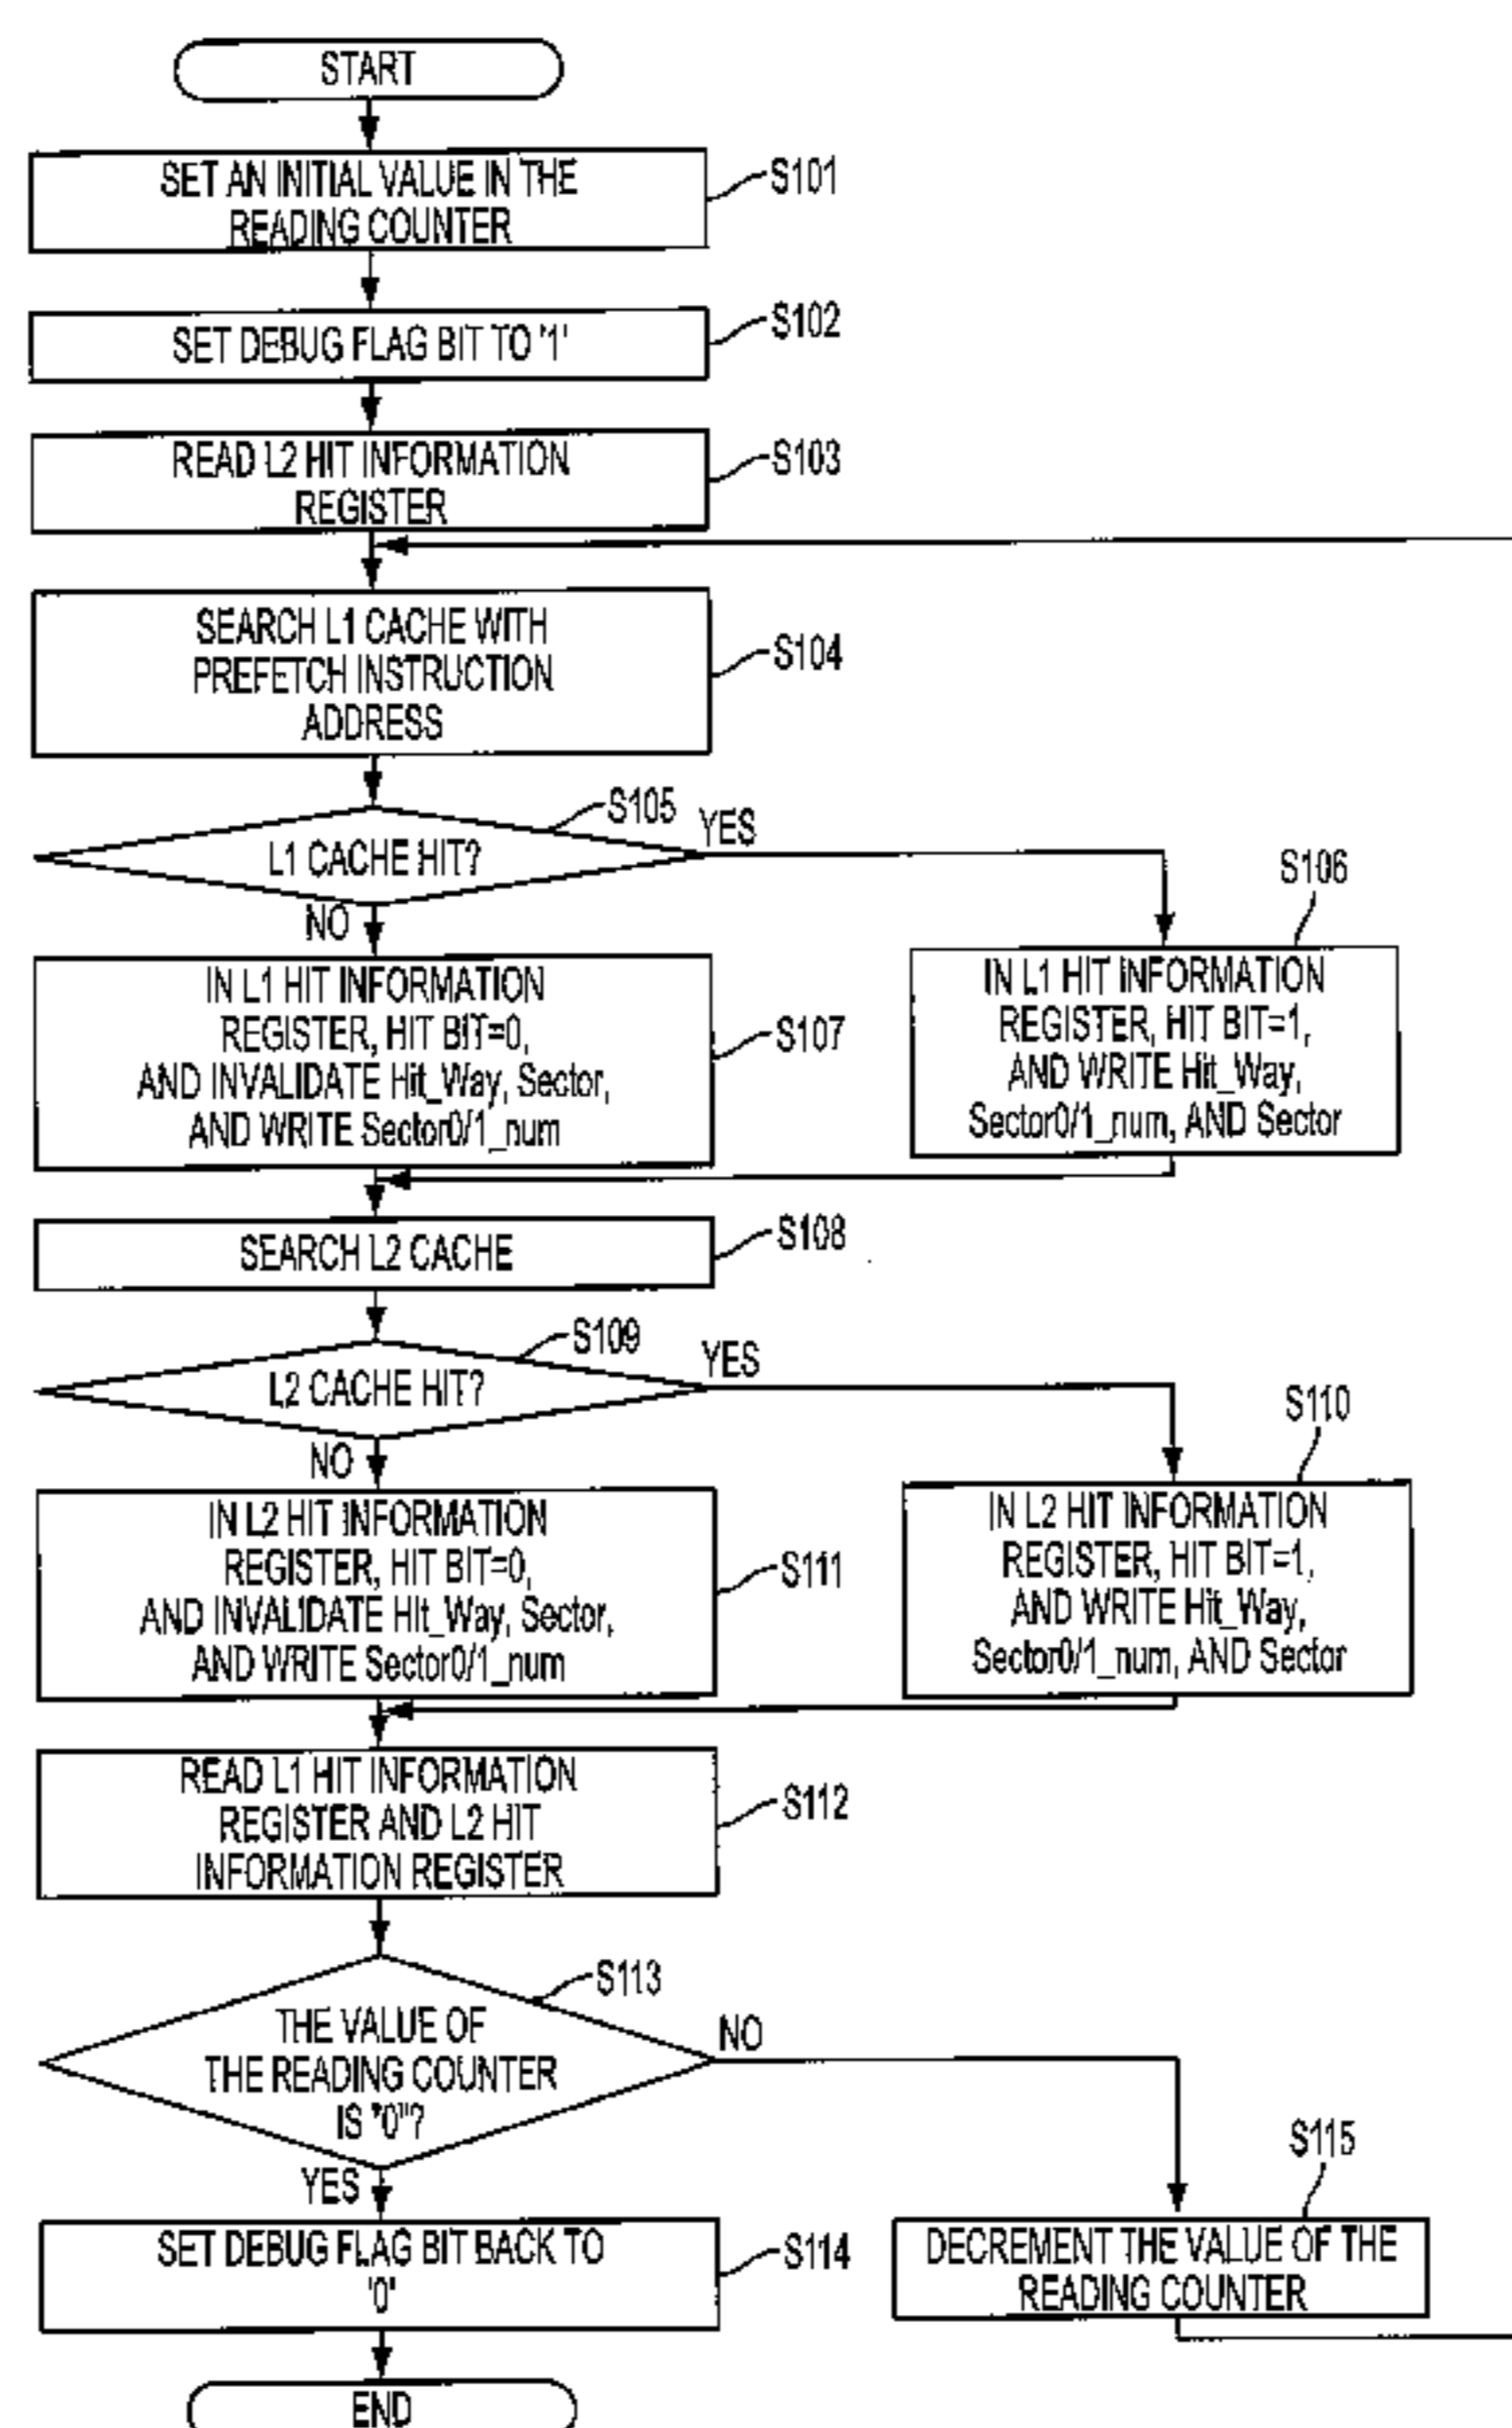 START
SET AN INITIAL VALUE IN THE
READING COUNTER
S101
SET DEBUG FLAG BIT TO '1'
S102
READ L2 HIT INFORMATION
REGISTER
S103
SEARCH L1 CACHE WITH
PREFETCH INSTRUCTION
ADDRESS
S104
L1 CACHE HIT?
S105
YES
NO
S106
IN L1 HIT INFORMATION
REGISTER, HIT BIT=1,
AND WRITE Hit_Way,
Sector0/1_num, AND Sector
IN L1 HIT INFORMATION
REGISTER, HIT BIT=0,
AND INVALIDATE Hit_Way, Sector,
AND WRITE Sector0/1_num
S107
SEARCH L2 CACHE
S108
L2 CACHE HIT?
S109
YES
NO
S110
IN L2 HIT INFORMATION
REGISTER, HIT BIT=1,
AND WRITE Hit_Way,
Sector0/1_num, AND Sector
IN L2 HIT INFORMATION
REGISTER, HIT BIT=0,
AND INVALIDATE Hit_Way, Sector,
AND WRITE Sector0/1_num
S111
READ L1 HIT INFORMATION
REGISTER AND L2 HIT
INFORMATION REGISTER
S112
S113
THE VALUE OF
THE READING COUNTER
IS "0"?
NO
YES
S115
DECREMENT THE VALUE OF THE
READING COUNTER
SET DEBUG FLAG BIT BACK TO
'0'
S114
END